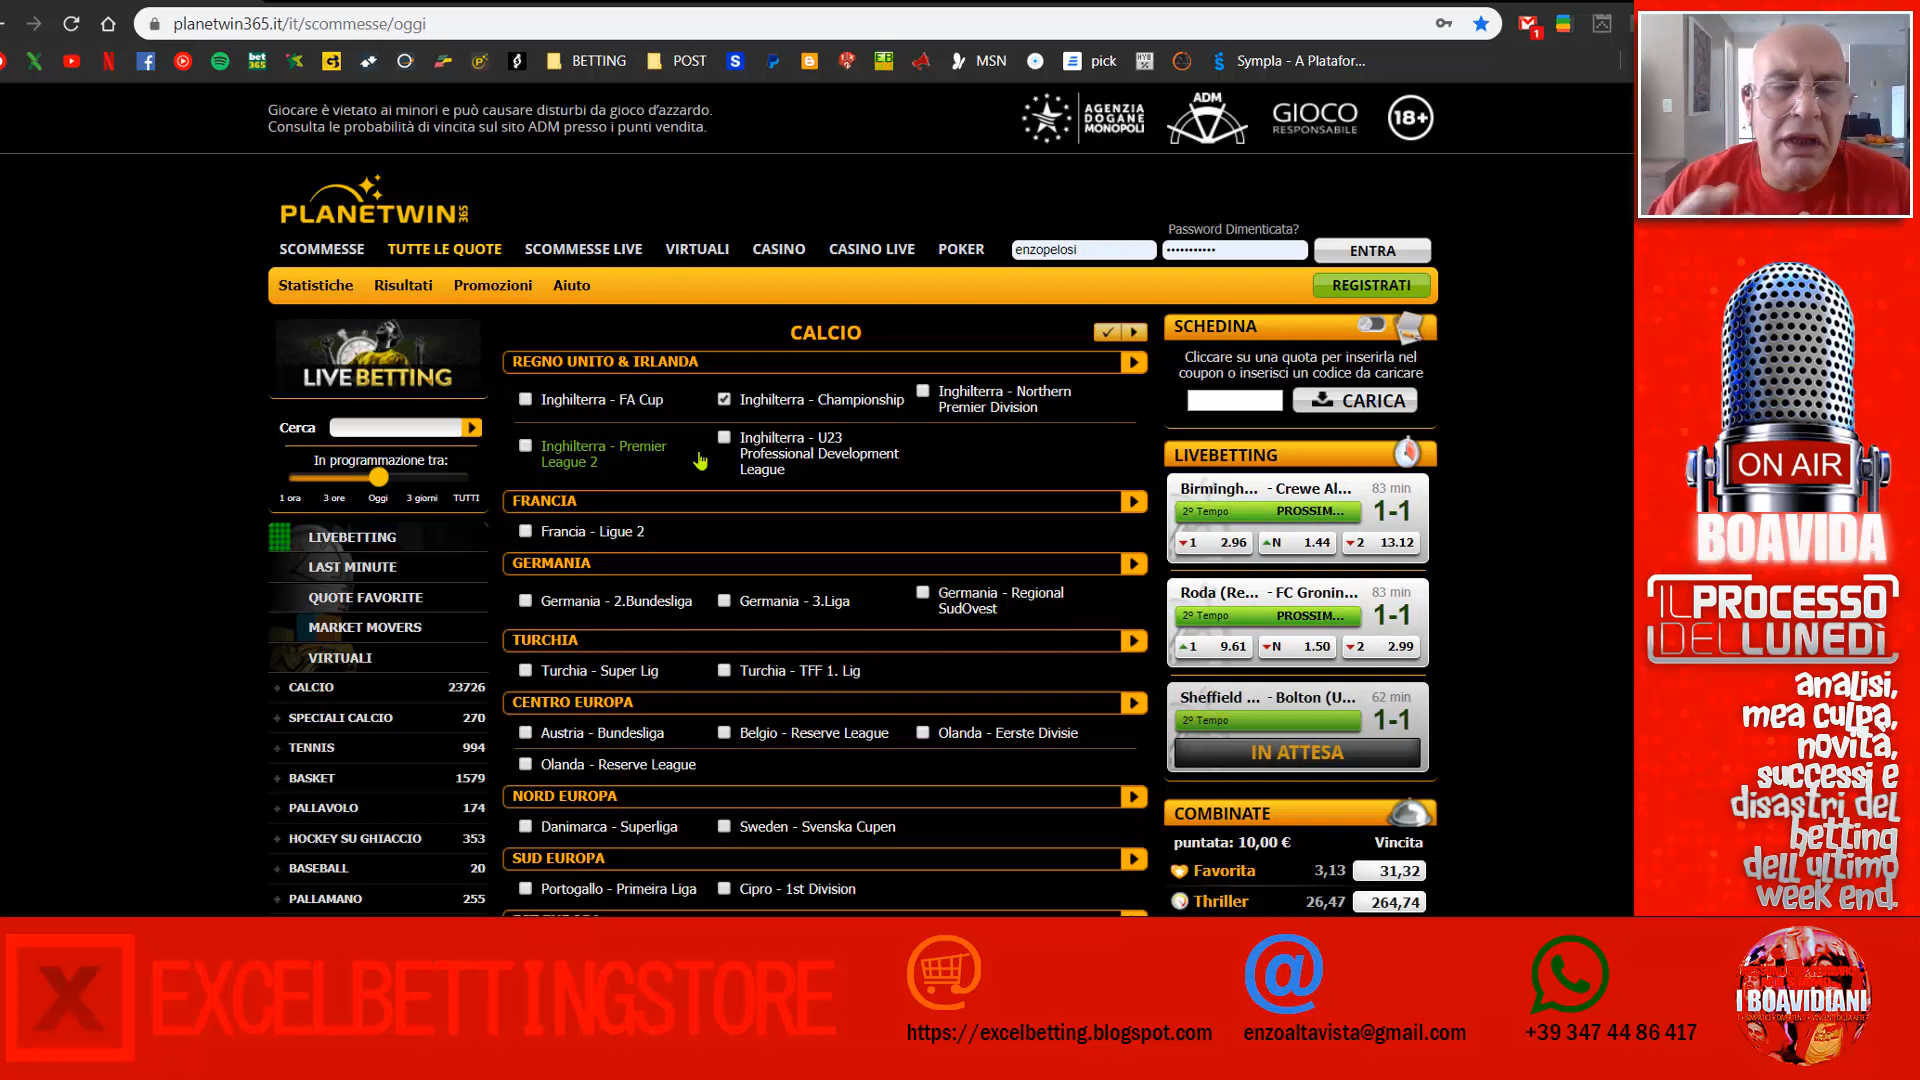 planetwin365.it/it/scommesse/oggi
1
bet365
BETTING
POST
MSN
pick
Sympla - A Platafor...
Giocare è vietato ai minori e può causare disturbi da gioco d'azzardo.
Consulta le probabilità di vincita sul sito ADM presso i punti vendita.
AGENZIA
DOGANE
MONOPOLI
ADM
GIOCO
RESPONSABILE
18+
PLANETWIN365
Password Dimenticata?
SCOMMESSE
TUTTE LE QUOTE
SCOMMESSE LIVE
VIRTUALI
CASINO
CASINO LIVE
POKER
enzopelosi
•••••••••••
ENTRA
Statistiche
Risultati
Promozioni
Aiuto
REGISTRATI
LIVEBETTING
Cerca
In programmazione tra:
1 ora
3 ore
Oggi
3 giorni
TUTTI
LIVEBETTING
LAST MINUTE
QUOTE FAVORITE
MARKET MOVERS
VIRTUALI
CALCIO 23726
SPECIALI CALCIO 270
TENNIS 994
BASKET 1579
PALLAVOLO 174
HOCKEY SU GHIACCIO 353
BASEBALL 20
PALLAMANO 255
CALCIO
REGNO UNITO & IRLANDA
Inghilterra - FA Cup
Inghilterra - Championship
Inghilterra - Northern
Premier Division
Inghilterra - Premier
League 2
Inghilterra - U23
Professional Development
League
FRANCIA
Francia - Ligue 2
GERMANIA
Germania - 2.Bundesliga
Germania - 3.Liga
Germania - Regional
SudOvest
TURCHIA
Turchia - Super Lig
Turchia - TFF 1. Lig
CENTRO EUROPA
Austria - Bundesliga
Belgio - Reserve League
Olanda - Eerste Divisie
Olanda - Reserve League
NORD EUROPA
Danimarca - Superliga
Sweden - Svenska Cupen
SUD EUROPA
Portogallo - Primeira Liga
Cipro - 1st Division
SCHEDINA
Cliccare su una quota per inserirla nel
coupon o inserisci un codice da caricare
CARICA
LIVEBETTING
Birmingh... - Crewe Al... 83 min
2º Tempo PROSSIM... 1-1
1 2.96 N 1.44 2 13.12
Roda (Re... - FC Gronin... 83 min
2º Tempo PROSSIM... 1-1
1 9.61 N 1.50 2 2.99
Sheffield ... - Bolton (U... 62 min
2º Tempo 1-1
IN ATTESA
COMBINATE
puntata: 10,00 € Vincita
Favorita 3,13 31,32
Thriller 26,47 264,74
ON AIR
BOAVIDA
IL PROCESSO
DEL LUNEDÌ
analisi,
mea culpa,
novità,
successi e
disastri del
betting
dell'ultimo
week end.
X EXCELBETTINGSTORE
https://excelbetting.blogspot.com
@
enzoaltavista@gmail.com
+39 347 44 86 417
I BOAVIDIANI